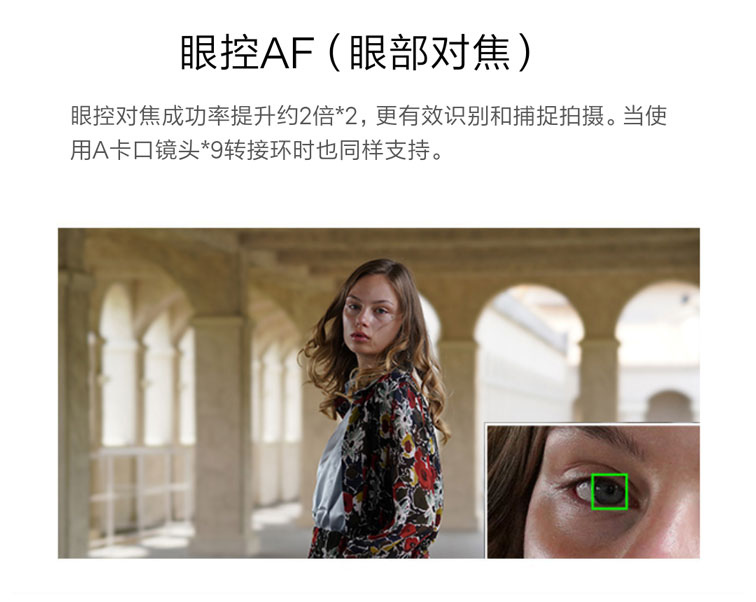 眼控AF（眼部对焦）
眼控对焦成功率提升约2倍*2，更有效识别和捕捉拍摄。当使
用A卡口镜头*9转接环时也同样支持。